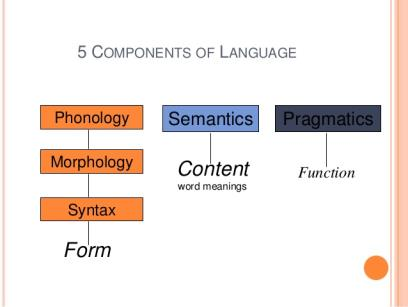 5 COMPONENTS OF LANGUAGE
Phonology
Morphology
Syntax
Form
Semantics
Content
word meanings
Pragmatics
Function